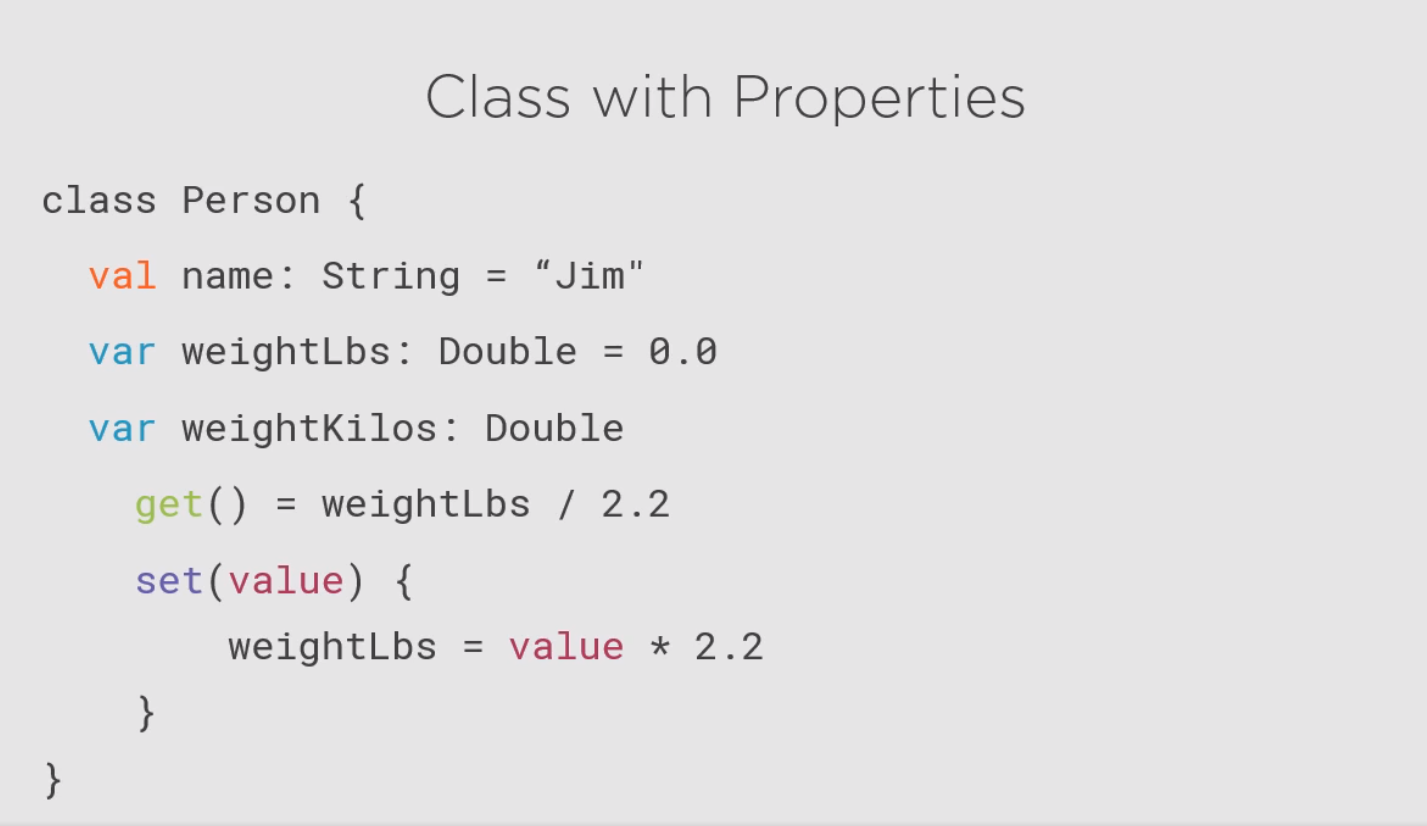 Class with Properties
class Person {
val name: String = “Jim"
var weightLbs: Double = 0.0
var weightKilos: Double
get() = weightLbs / 2.2
set(value) {
weightLbs = value * 2.2
}
}